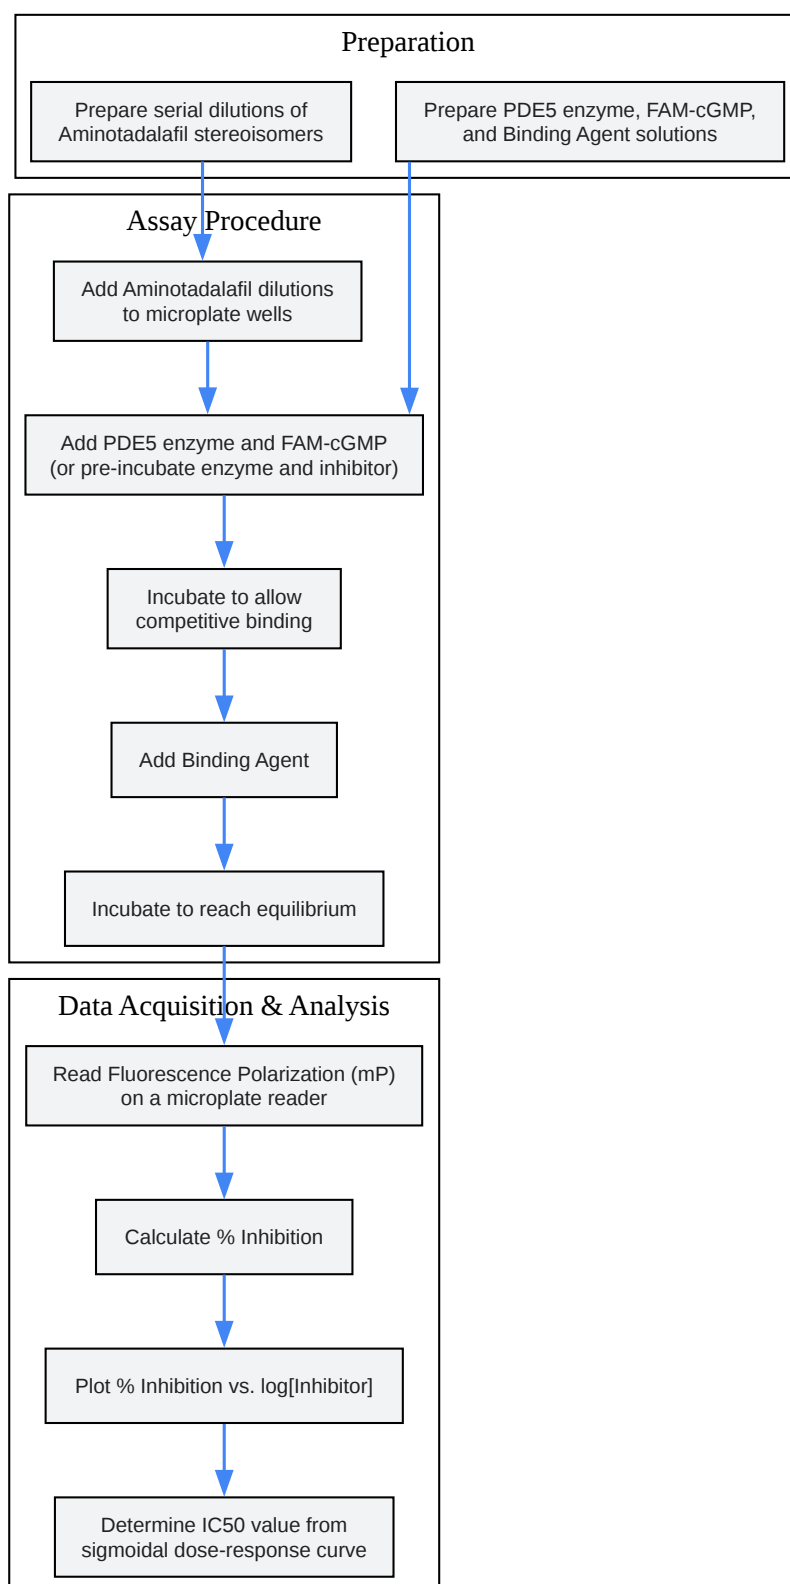 Preparation
Prepare serial dilutions of
Aminotadalafil stereoisomers
Prepare PDE5 enzyme, FAM-cGMP,
and Binding Agent solutions
Assay Procedure
Add Aminotadalafil dilutions
to microplate wells
Add PDE5 enzyme and FAM-cGMP
(or pre-incubate enzyme and inhibitor)
Incubate to allow
competitive binding
Add Binding Agent
Incubate to reach equilibrium
Data Acquisition & Analysis
Read Fluorescence Polarization (mP)
on a microplate reader
Calculate % Inhibition
Plot % Inhibition vs. log[Inhibitor]
Determine IC50 value from
sigmoidal dose-response curve